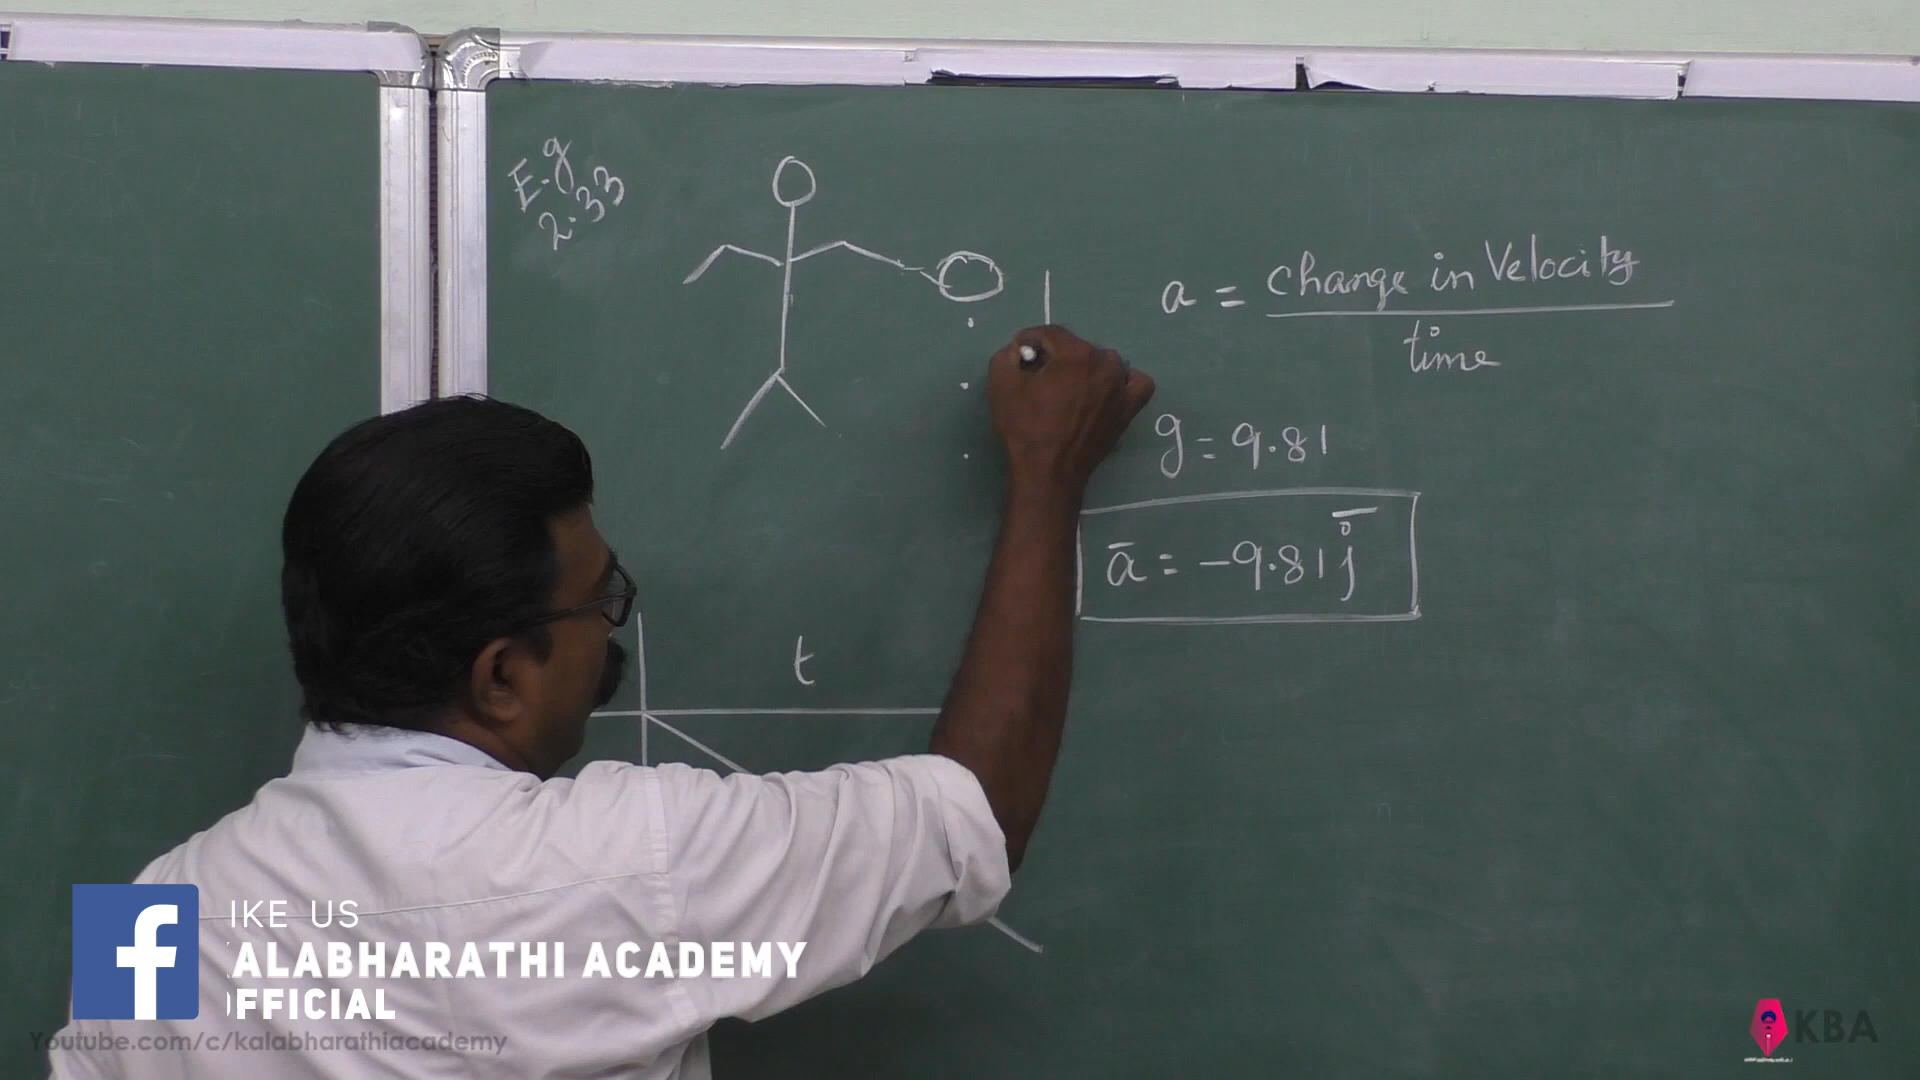 E.g
2.33
a = Change in Velocity
time
g = 9.81
a̅ = -9.81 j̅
t
IKE US
ALABHARATHI ACADEMY
FFICIAL
Youtube.com/c/kalabharathiacademy
KBA